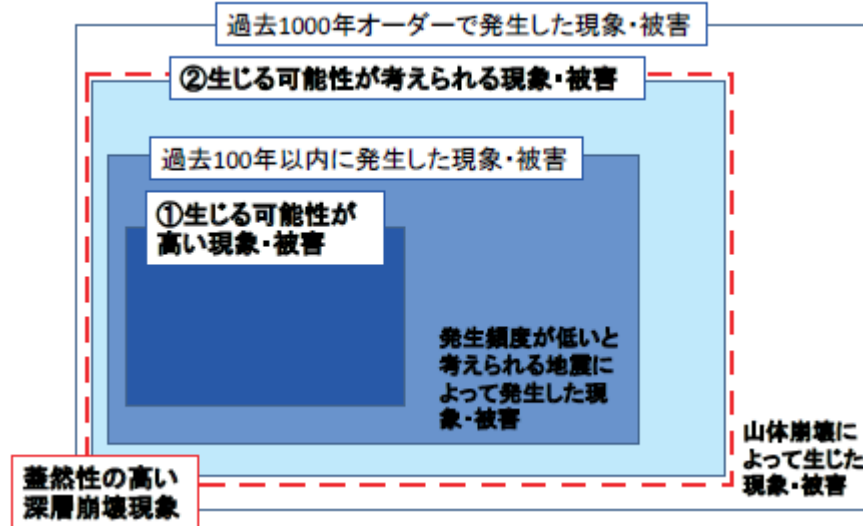 過去1000年オーダーで発生した現象・被害
②生じる可能性が考えられる現象・被害
過去100年以内に発生した現象・被害
①生じる可能性が
高い現象・被害
発生頻度が低いと
考えられる地震に
よって発生した現
象・被害
山体崩壊に
よって生じた
現象・被害
蓋然性の高い
深層崩壊現象